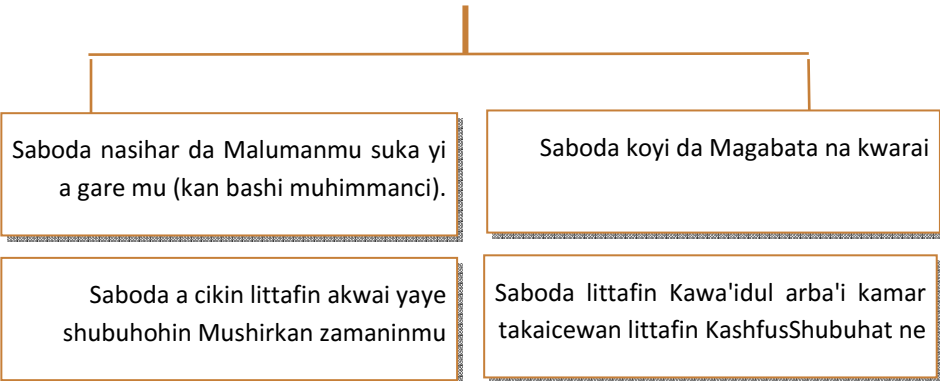 Saboda nasihar da Malumanmu suka yi
a gare mu (kan bashi muhimmanci).
Saboda koyi da Magabata na kwarai
Saboda a cikin littafin akwai yaye
shubuhohin Mushirkan zamaninmu
Saboda littafin Kawa'idul arba'i kamar
takaicewan littafin KashfusShubuhat ne